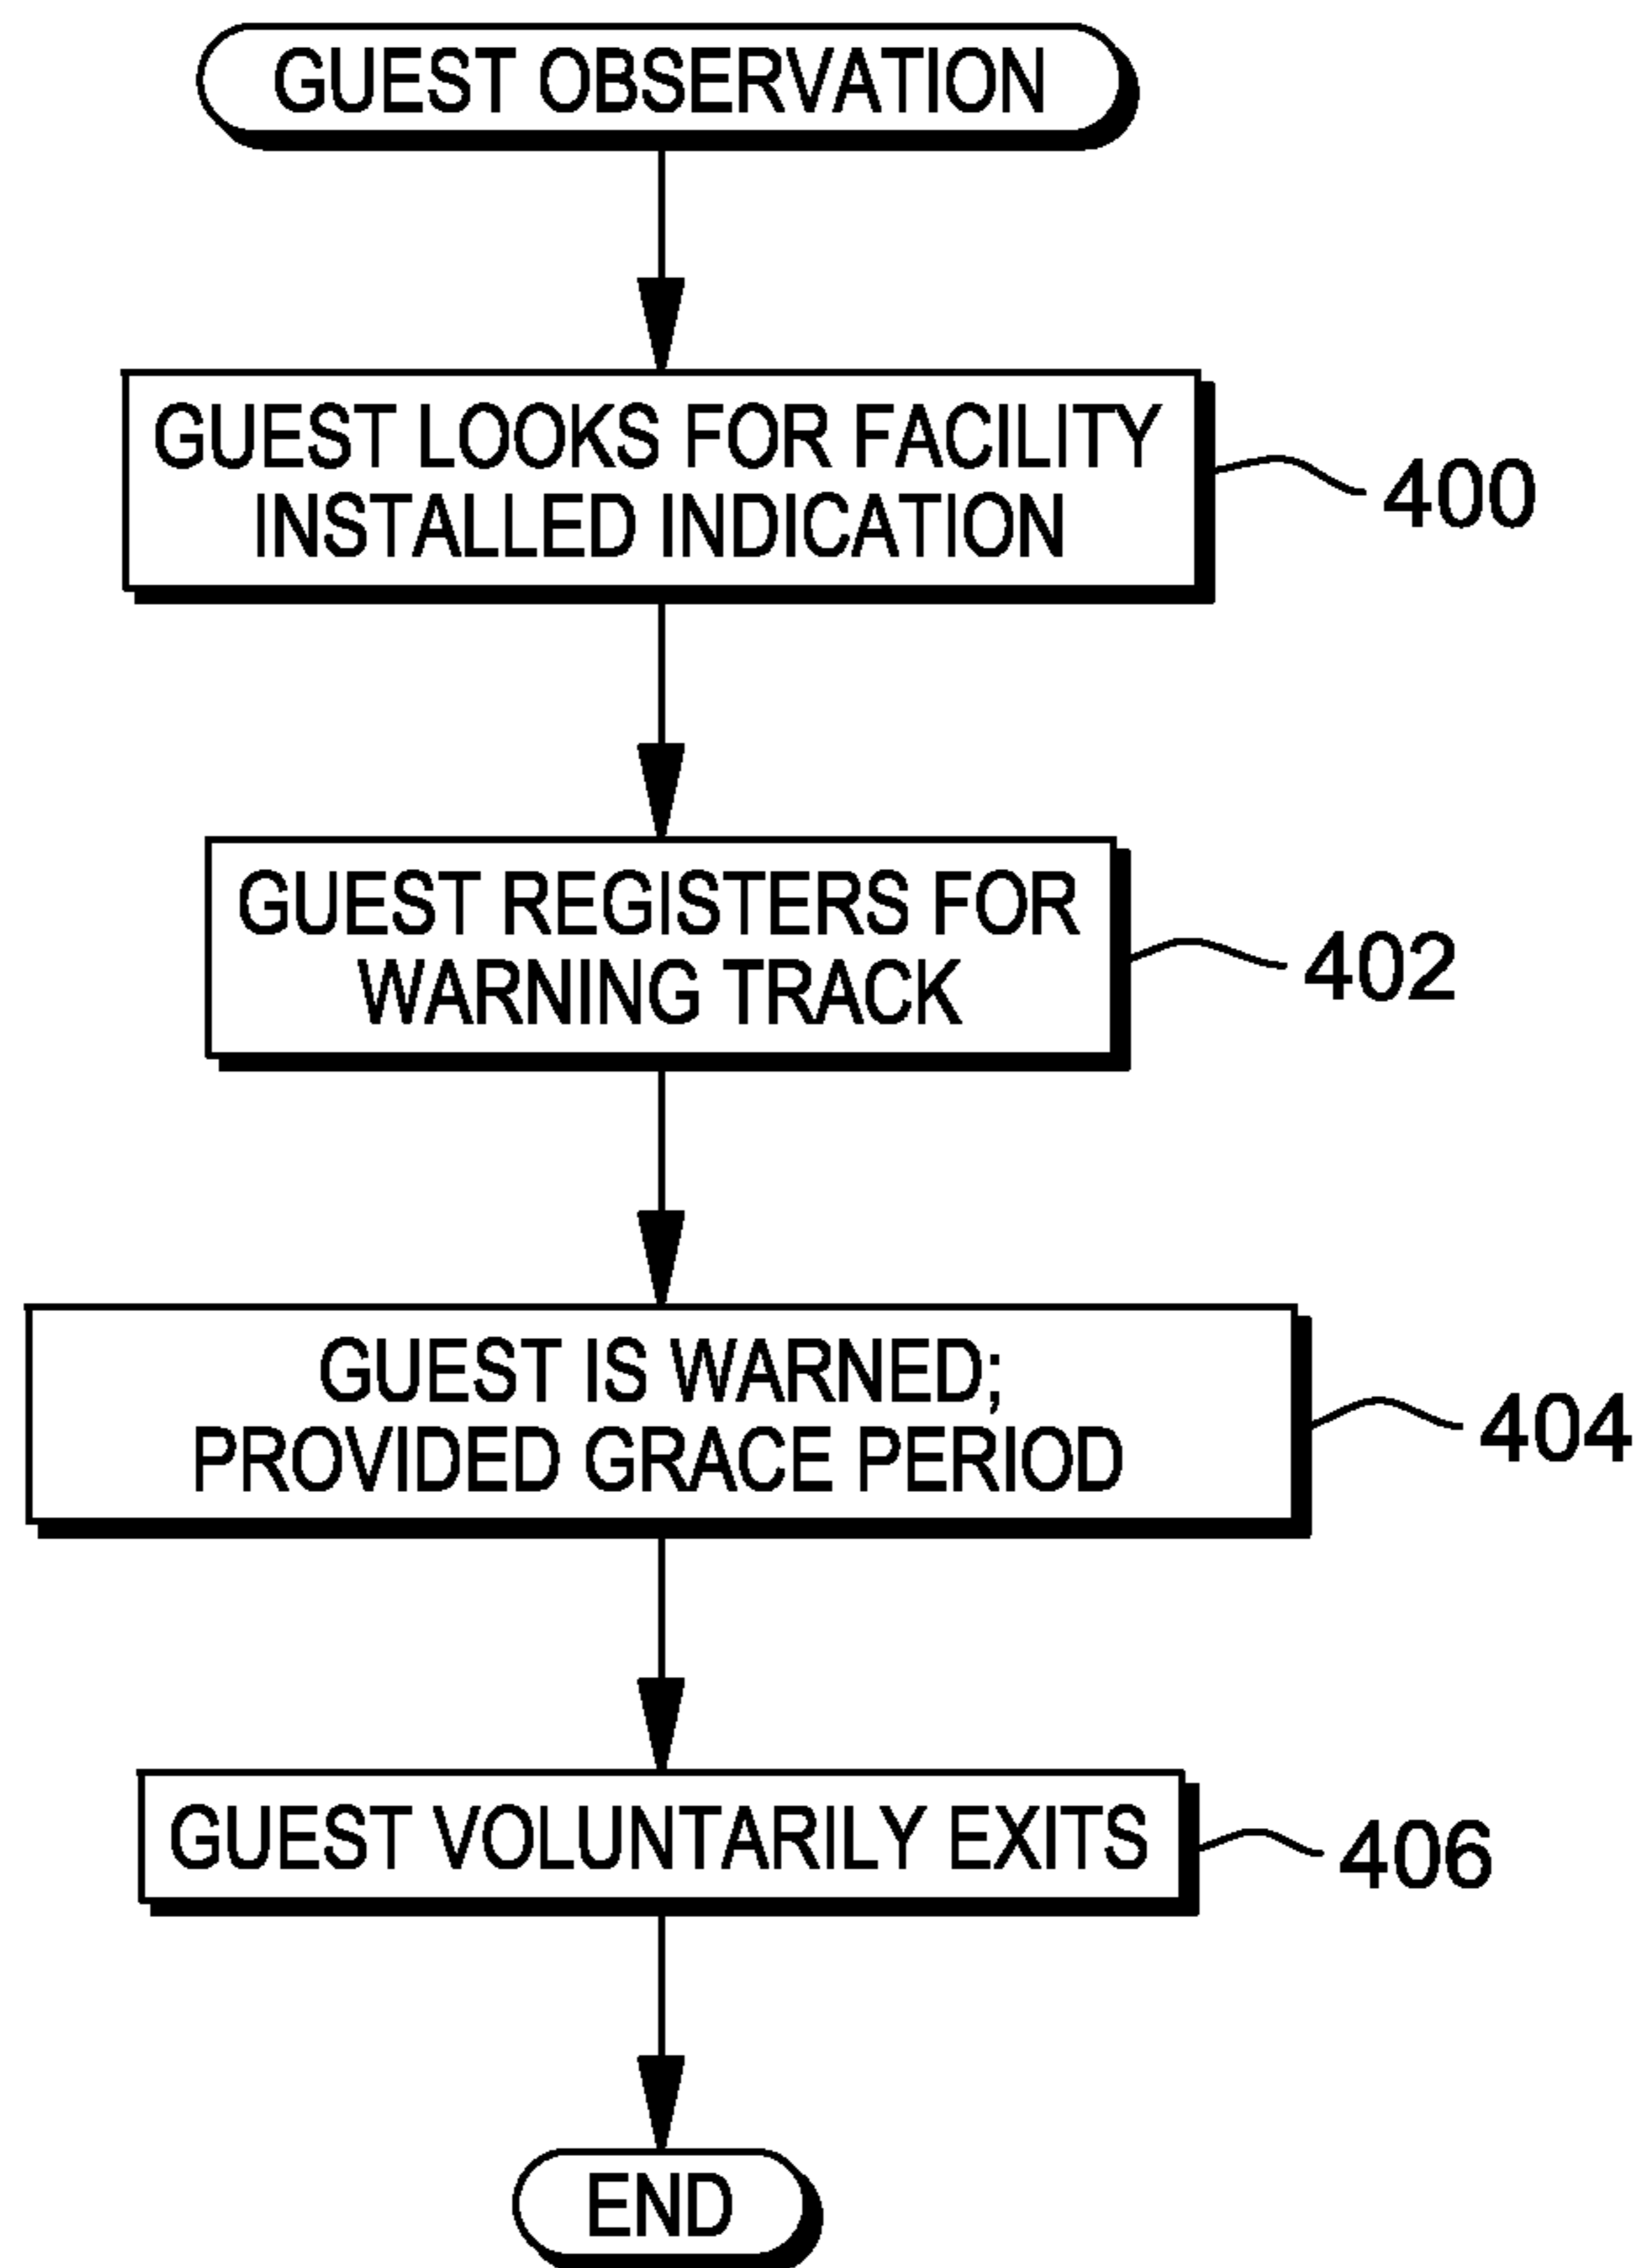 GUEST OBSERVATION
GUEST LOOKS FOR FACILITY
INSTALLED INDICATION
400
GUEST REGISTERS FOR
WARNING TRACK
402
GUEST IS WARNED;
PROVIDED GRACE PERIOD
404
GUEST VOLUNTARILY EXITS
406
END